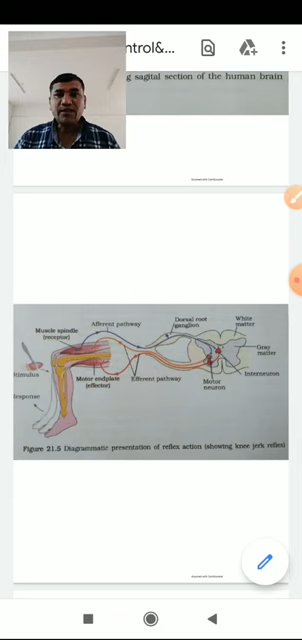 ntrol&...
g sagital section of the human brain
Dorsal root
ganglion
White
matter
Afferent pathway
Muscle spindle
(receptor)
Gray
matter
Stimulus
Interneuron
Motor endplate
(effector)
Efferent pathway
Motor
neuron
Response
Figure 21.5 Diagrammatic presentation of reflex action (showing knee jerk reflex)